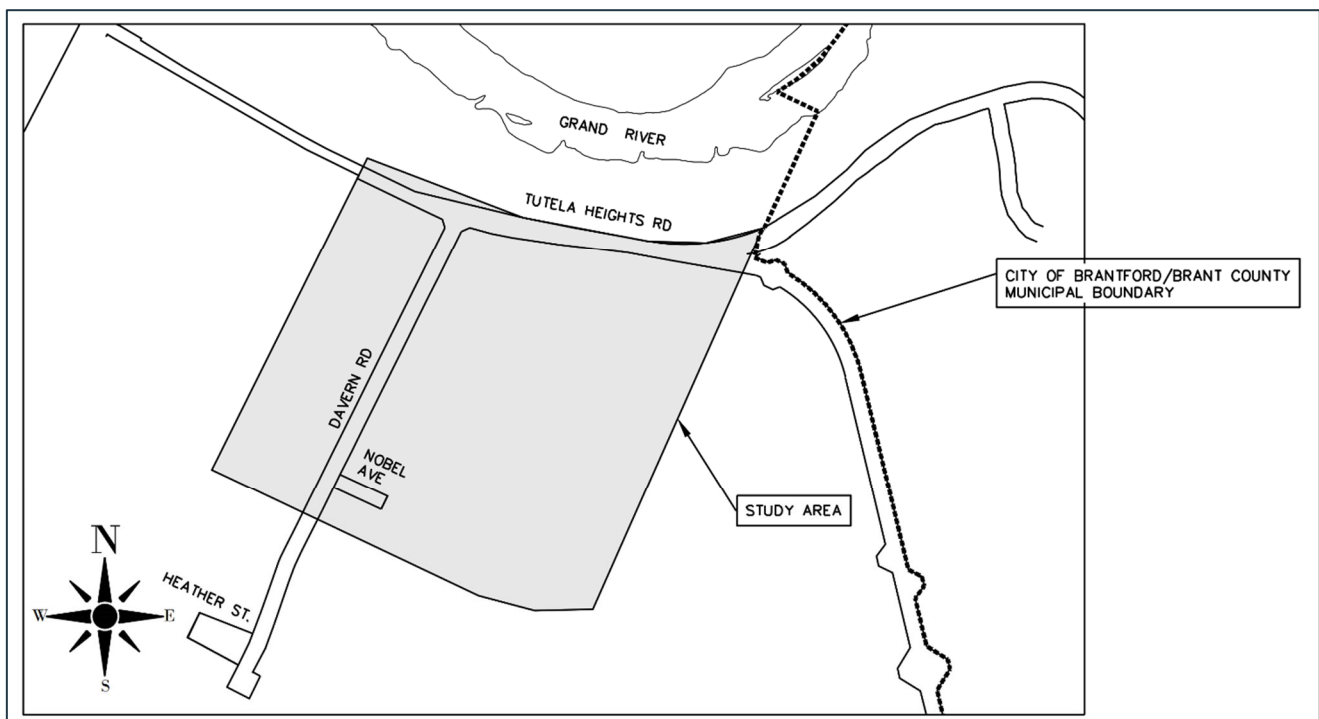 GRAND RIVER
TUTELA HEIGHTS RD
CITY OF BRANTFORD/BRANT COUNTY
MUNICIPAL BOUNDARY
DAVERN RD
NOBEL
AVE
STUDY AREA
N
HEATHER ST.
W
E
S